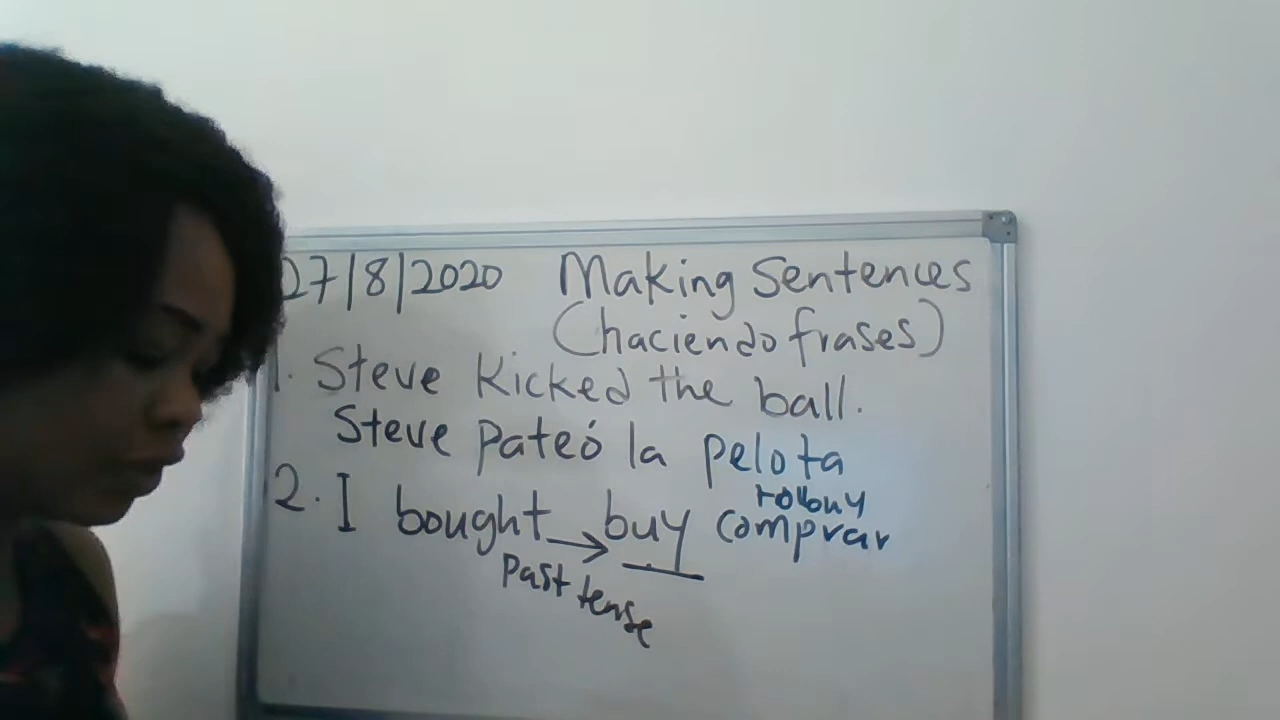 27/8/2020 Making Sentences
(haciendo frases)
1. Steve Kicked the ball.
Steve pateó la pelota
to buy
2. I bought → buy comprar
Past tense